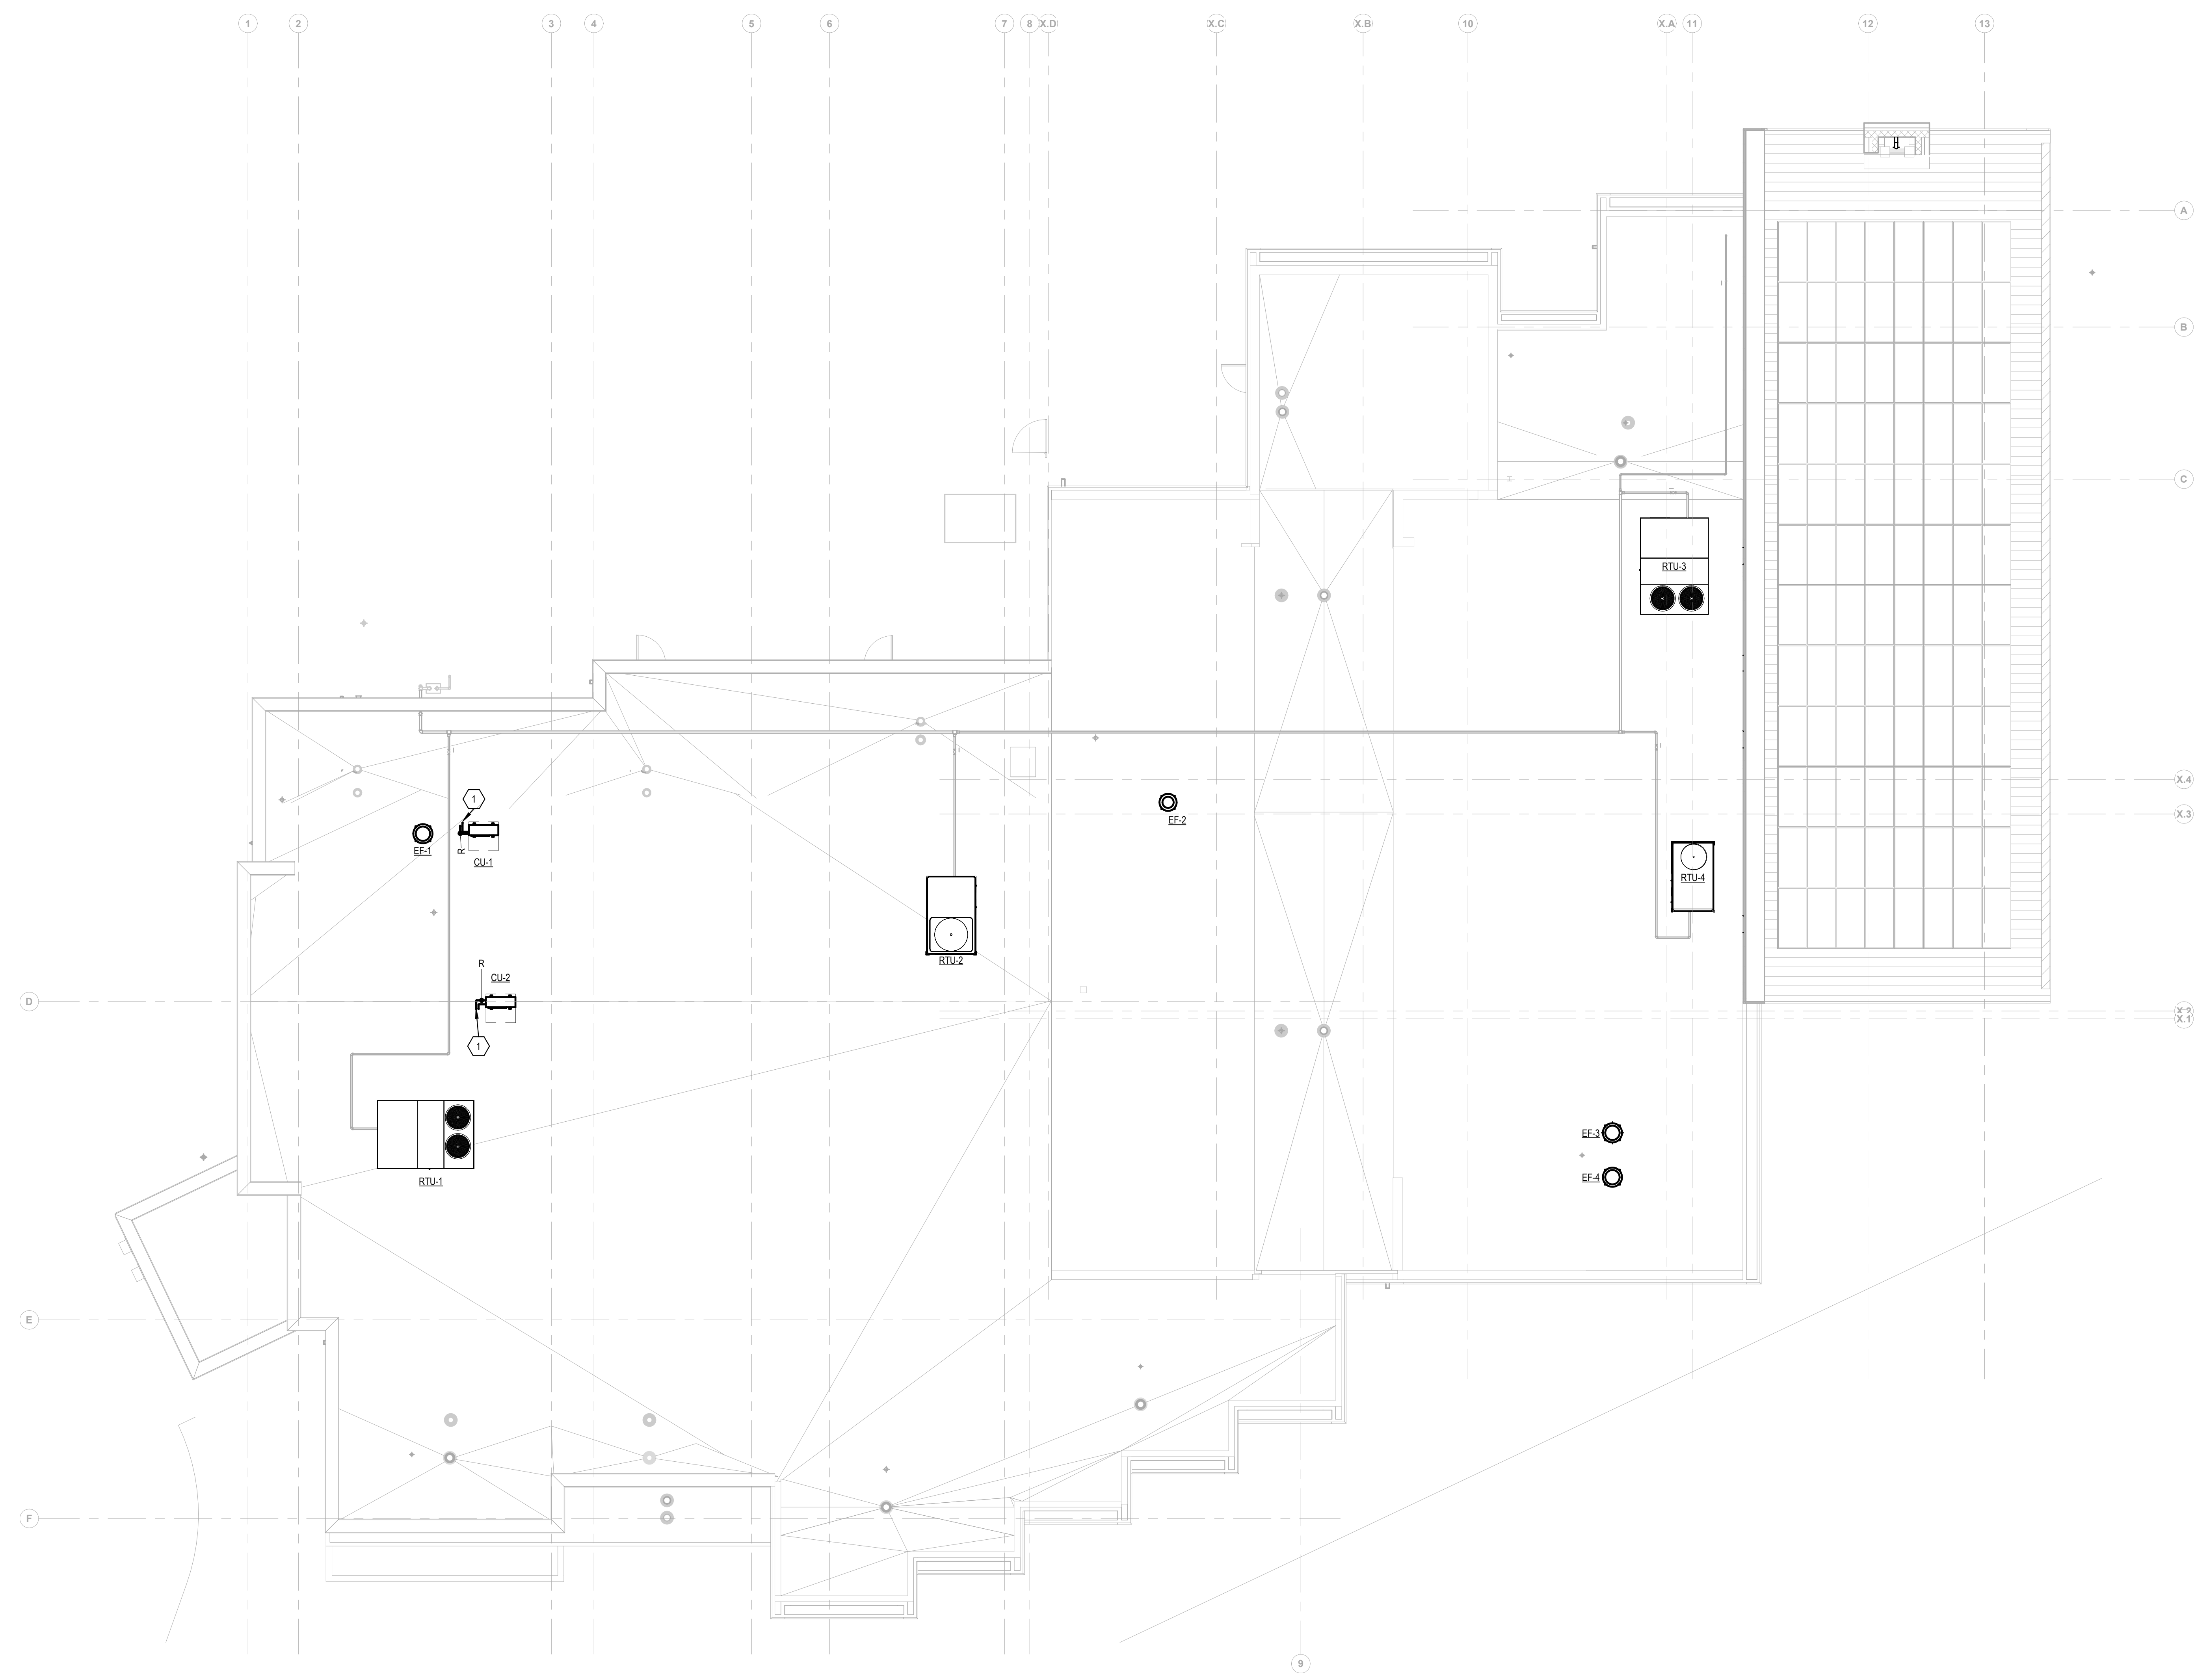 1 2 3 4 5 6 7 8 X.D X.C X.B 10 X.A 11 12 13
A
B
C
RTU-3
X.4
1
EF-2
X.3
EF-1
R
CU-1
RTU-4
R
RTU-2
CU-2
D
X.2
X.1
1
EF-3
EF-4
RTU-1
E
F
9